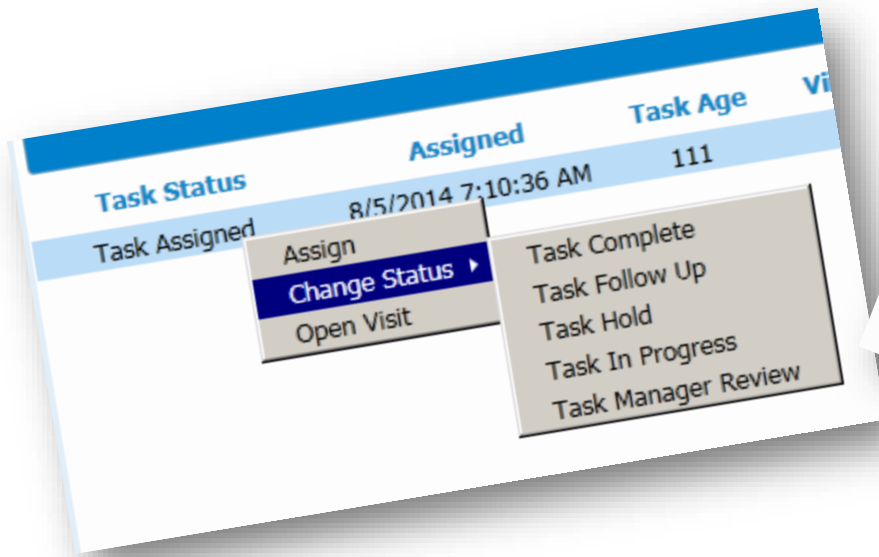 Task Status Assigned Task Age Vi
Task Assigned 8/5/2014 7:10:36 AM 111
Assign
Change Status
Open Visit
Task Complete
Task Follow Up
Task Hold
Task In Progress
Task Manager Review